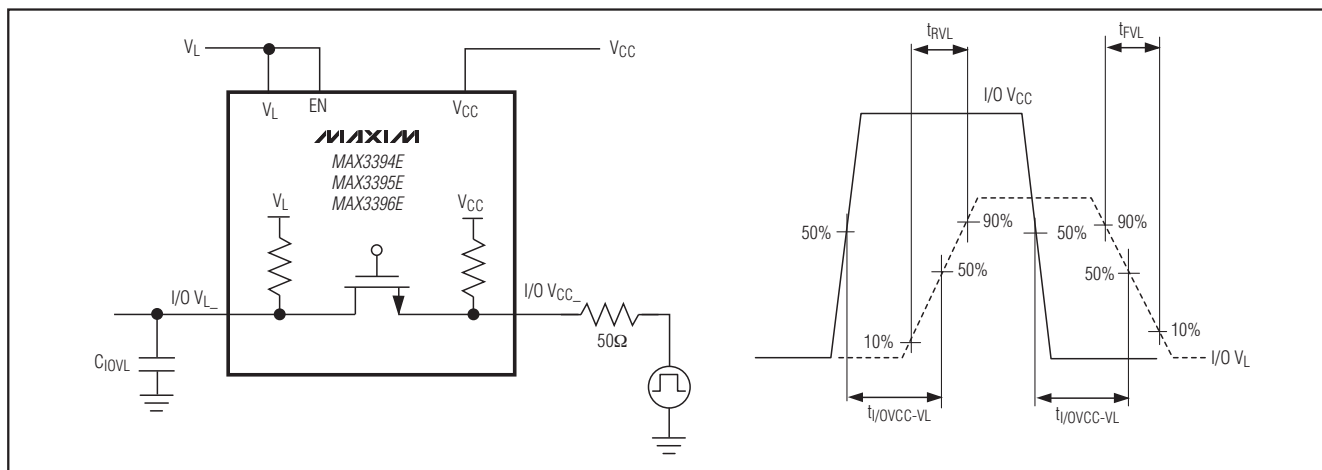 V_L
V_CC
V_L
EN
V_CC
MAXIM
MAX3394E
MAX3395E
MAX3396E
V_L
V_CC
I/O V_L_
I/O V_CC_
50Ω
C_IOVL
t_RVL
t_FVL
I/O V_CC
50%
90%
50%
10%
50%
90%
50%
10%
I/O V_L
t_I/OVCC-VL
t_I/OVCC-VL